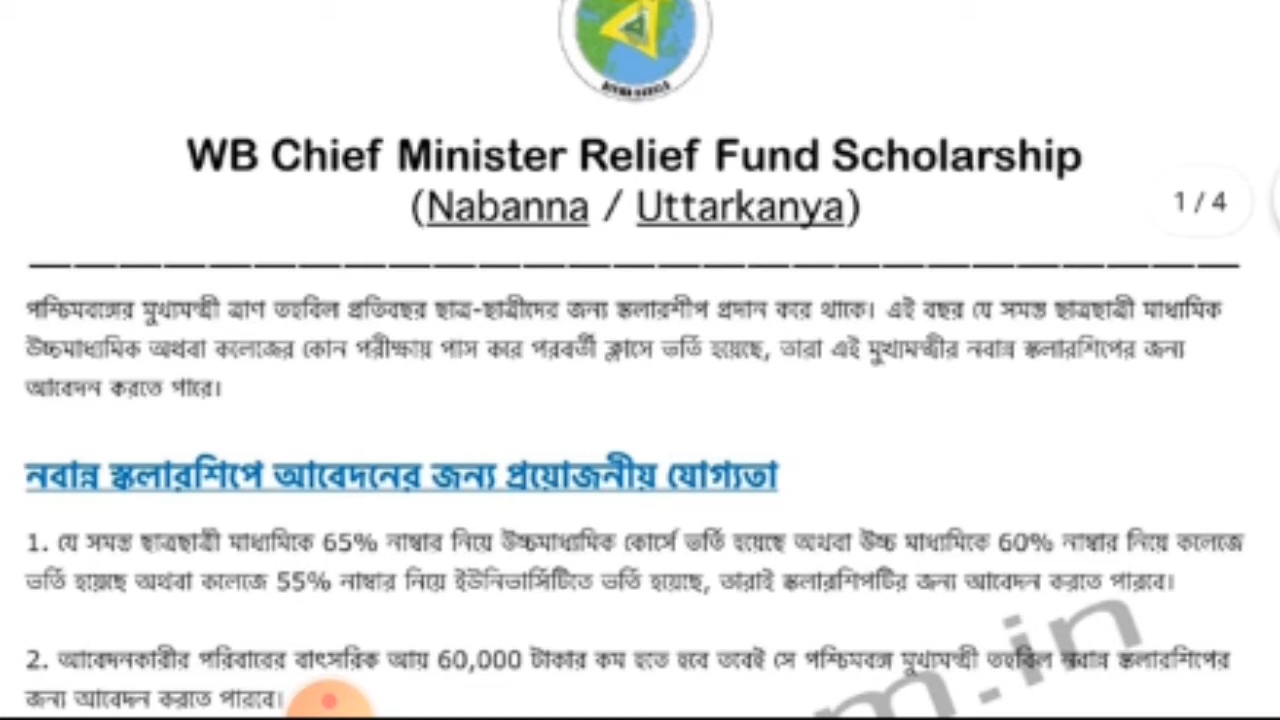 WB Chief Minister Relief Fund Scholarship
(Nabanna / Uttarkanya)
1 / 4
পশ্চিমবঙ্গের মুখ্যমন্ত্রী ত্রাণ তহবিল প্রতিবছর ছাত্র-ছাত্রীদের জন্য স্কলারশীপ প্রদান করে থাকে। এই বছর যে সমস্ত ছাত্রছাত্রী মাধ্যমিক
উচ্চমাধ্যমিক অথবা কলেজের কোন পরীক্ষায় পাস করে পরবর্তী ক্লাসে ভর্তি হয়েছে, তারা এই মুখ্যমন্ত্রীর নবান্ন স্কলারশিপের জন্য
আবেদন করতে পারে।
নবান্ন স্কলারশিপে আবেদনের জন্য প্রয়োজনীয় যোগ্যতা
1. যে সমস্ত ছাত্রছাত্রী মাধ্যমিকে 65% নাম্বার নিয়ে উচ্চমাধ্যমিক কোর্সে ভর্তি হয়েছে অথবা উচ্চ মাধ্যমিকে 60% নাম্বার নিয়ে কলেজে
ভর্তি হয়েছে অথবা কলেজে 55% নাম্বার নিয়ে ইউনিভার্সিটিতে ভর্তি হয়েছে, তারাই স্কলারশিপটির জন্য আবেদন করতে পারবে।
2. আবেদনকারীর পরিবারের বাৎসরিক আয় 60,000 টাকার কম হতে হবে তবেই সে পশ্চিমবঙ্গ মুখ্যমন্ত্রী তহবিল নবান্ন স্কলারশিপের
জন্য আবেদন করতে পারবে।
m.in